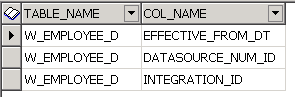 TABLE_NAME COL_NAME
W_EMPLOYEE_D EFFECTIVE_FROM_DT
W_EMPLOYEE_D DATASOURCE_NUM_ID
W_EMPLOYEE_D INTEGRATION_ID